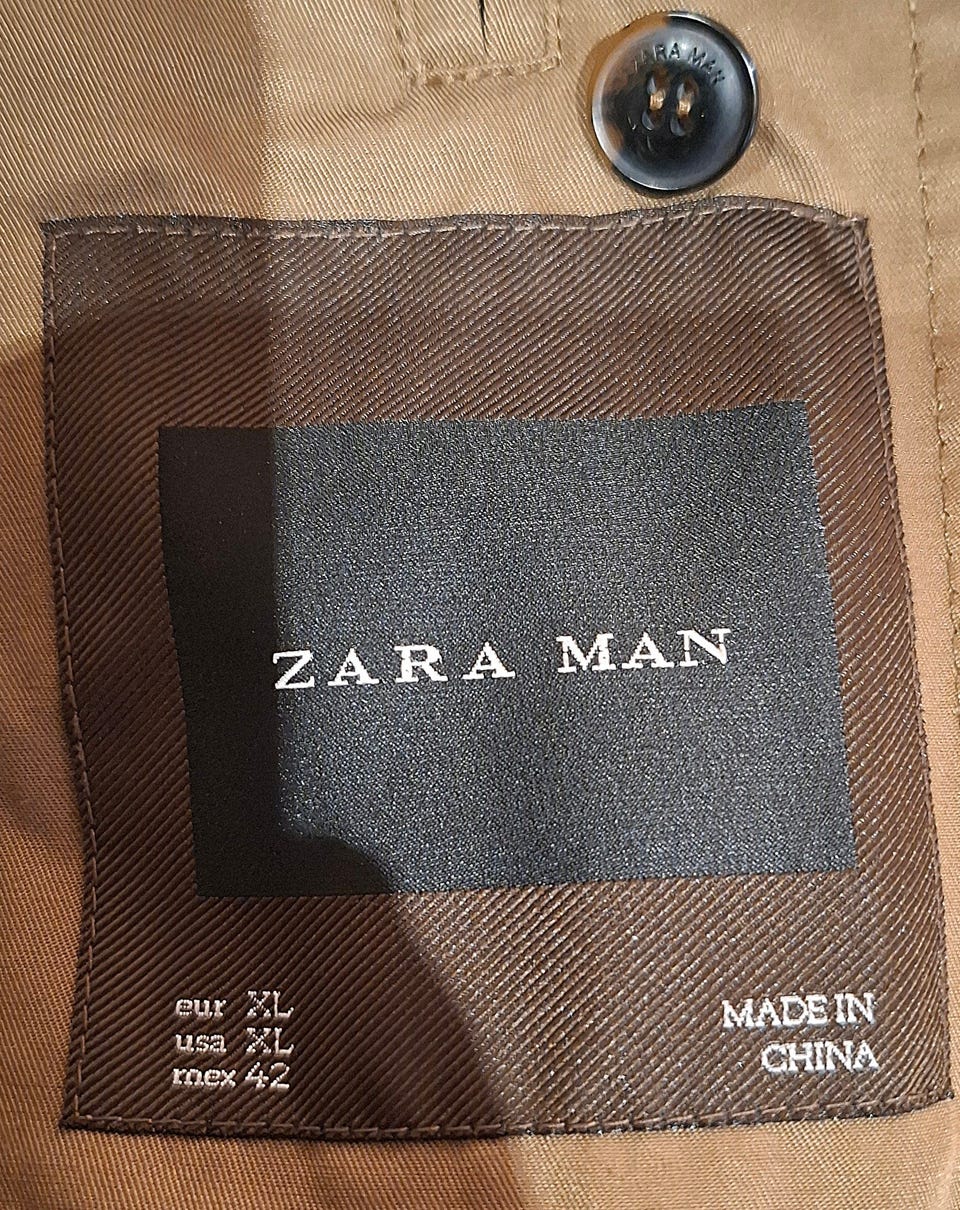 ZARA MAN
ZARA MAN
eur XL
usa XL
mex 42
MADE IN
CHINA